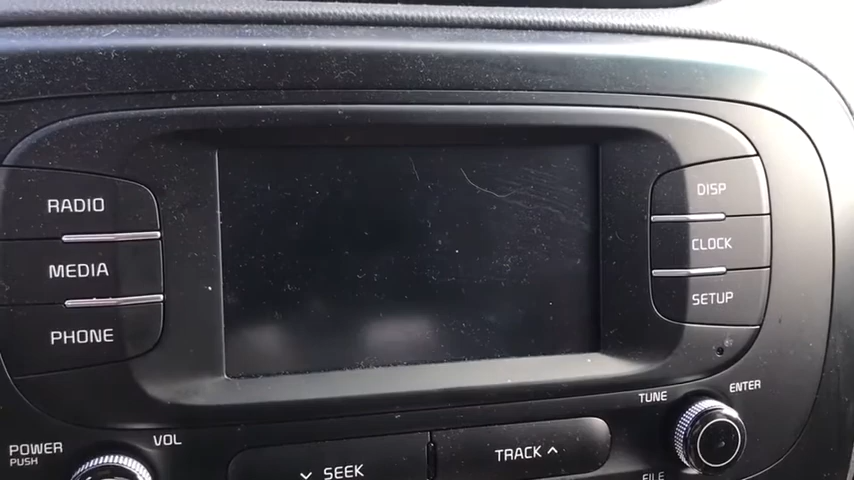 RADIO
MEDIA
PHONE
DISP
CLOCK
SETUP
POWER
PUSH
VOL
SEEK
TRACK
TUNE
ENTER
FILE